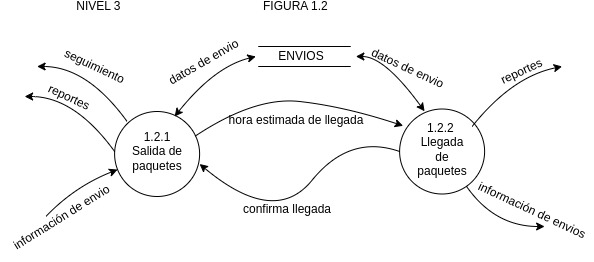 NIVEL 3
FIGURA 1.2
seguimiento
datos de envio
ENVIOS
datos de envio
reportes
reportes
hora estimada de llegada
1.2.1
Salida de
paquetes
1.2.2
Llegada
de
paquetes
información de envio
confirma llegada
información de envios